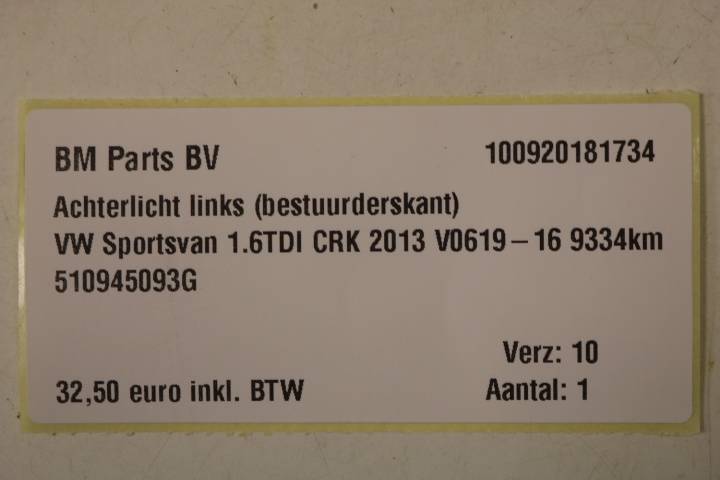 BM Parts BV 100920181734
Achterlicht links (bestuurderskant)
VW Sportsvan 1.6TDI CRK 2013 V0619–16 9334km
510945093G
Verz: 10
32,50 euro inkl. BTW Aantal: 1